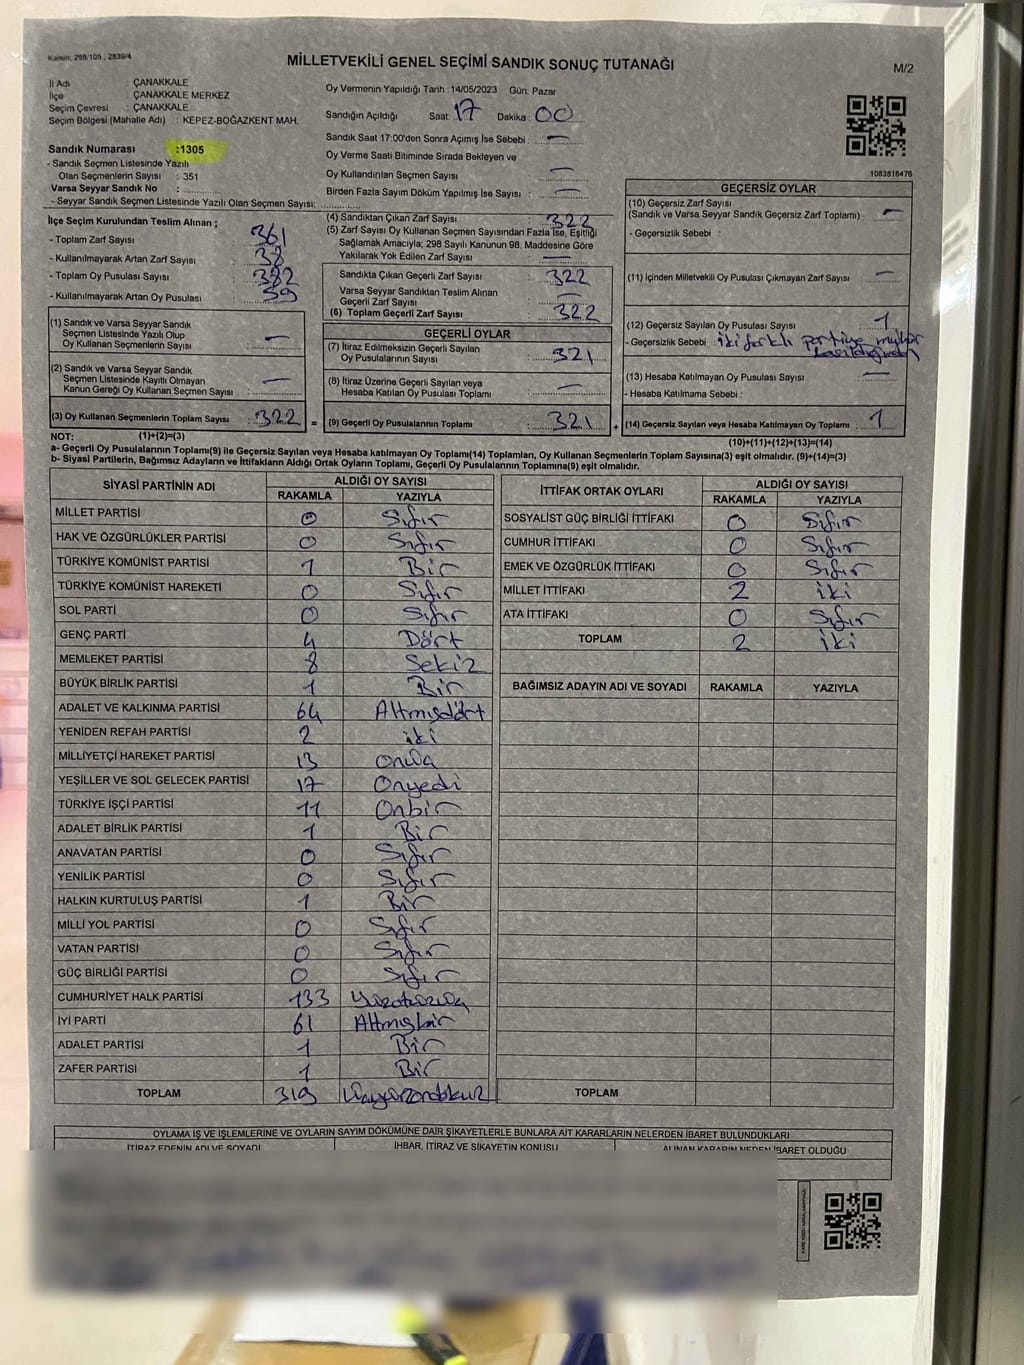 Kanun; 298/105 , 2839/4
MİLLETVEKİLİ GENEL SEÇİMİ SANDIK SONUÇ TUTANAĞI
M/2
İl Adı : ÇANAKKALE
İlçe : ÇANAKKALE MERKEZ
Seçim Çevresi : ÇANAKKALE
Seçim Bölgesi (Mahalle Adı) : KEPEZ-BOĞAZKENT MAH.
Sandık Numarası :1305
- Sandık Seçmen Listesinde Yazılı
Olan Seçmenlerin Sayısı : 351
Varsa Seyyar Sandık No :
- Seyyar Sandık Seçmen Listesinde Yazılı Olan Seçmen Sayısı:
Oy Vermenin Yapıldığı Tarih :14/05/2023 Gün: Pazar
Sandığın Açıldığı Saat: 17 Dakika: 00
Sandık Saat 17:00'den Sonra Açımış İse Sebebi : —
Oy Verme Saati Bitiminde Sırada Bekleyen ve
Oy Kullandırılan Seçmen Sayısı : —
Birden Fazla Sayım Döküm Yapılmış İse Sayısı : —
1083816476
İlçe Seçim Kurulundan Teslim Alınan ;
- Toplam Zarf Sayısı : 361
- Kullanılmayarak Artan Zarf Sayısı : 38
- Toplam Oy Pusulası Sayısı : 382
- Kullanılmayarak Artan Oy Pusulası : 59
(1) Sandık ve Varsa Seyyar Sandık
Seçmen Listesinde Yazılı Olup
Oy Kullanan Seçmenlerin Sayısı : —
(2) Sandık ve Varsa Seyyar Sandık
Seçmen Listesinde Kayıtlı Olmayan
Kanun Gereği Oy Kullanan Seçmen Sayısı : —
(3) Oy Kullanan Seçmenlerin Toplam Sayısı : 322 =
(4) Sandıktan Çıkan Zarf Sayısı : 322
(5) Zarf Sayısı Oy Kullanan Seçmen Sayısından Fazla İse, Eşitliği
Sağlamak Amacıyla; 298 Sayılı Kanunun 98. Maddesine Göre
Yakılarak Yok Edilen Zarf Sayısı : —
Sandıkta Çıkan Geçerli Zarf Sayısı : 322
Varsa Seyyar Sandıktan Teslim Alınan
Geçerli Zarf Sayısı : —
(6) Toplam Geçerli Zarf Sayısı : 322
GEÇERLİ OYLAR
(7) İtiraz Edilmeksizin Geçerli Sayılan
Oy Pusulalarının Sayısı : 321
(8) İtiraz Üzerine Geçerli Sayılan veya
Hesaba Katılan Oy Pusulası Toplamı : —
(9) Geçerli Oy Pusulalarının Toplamı : 321 +
GEÇERSİZ OYLAR
(10) Geçersiz Zarf Sayısı
(Sandık ve Varsa Seyyar Sandık Geçersiz Zarf Toplamı) : —
- Geçersizlik Sebebi :
(11) İçinden Milletvekili Oy Pusulası Çıkmayan Zarf Sayısı : —
(12) Geçersiz Sayılan Oy Pusulası Sayısı : 1
- Geçersizlik Sebebi : iki farklı partiye mühür
basıldığından
(13) Hesaba Katılmayan Oy Pusulası Sayısı : —
- Hesaba Katılmama Sebebi :
(14) Geçersiz Sayılan veya Hesaba Katılmayan Oy Toplamı : 1
NOT: (1)+(2)=(3) (10)+(11)+(12)+(13)=(14)
a- Geçerli Oy Pusulalarının Toplamı(9) ile Geçersiz Sayılan veya Hesaba katılmayan Oy Toplamı(14) Toplamları, Oy Kullanan Seçmenlerin Toplam Sayısına(3) eşit olmalıdır. (9)+(14)=(3)
b- Siyasi Partilerin, Bağımsız Adayların ve İttifakların Aldığı Ortak Oyların Toplamı, Geçerli Oy Pusulalarının Toplamına(9) eşit olmalıdır.
SİYASİ PARTİNİN ADI ALDIĞI OY SAYISI
RAKAMLA YAZIYLA
MİLLET PARTİSİ 0 Sıfır
HAK VE ÖZGÜRLÜKLER PARTİSİ 0 Sıfır
TÜRKİYE KOMÜNİST PARTİSİ 1 Bir
TÜRKİYE KOMÜNİST HAREKETİ 0 Sıfır
SOL PARTİ 0 Sıfır
GENÇ PARTİ 4 Dört
MEMLEKET PARTİSİ 8 Sekiz
BÜYÜK BİRLİK PARTİSİ 1 Bir
ADALET VE KALKINMA PARTİSİ 64 Altmışdört
YENİDEN REFAH PARTİSİ 2 iki
MİLLİYETÇİ HAREKET PARTİSİ 13 Onüç
YEŞİLLER VE SOL GELECEK PARTİSİ 17 Onyedi
TÜRKİYE İŞÇİ PARTİSİ 11 Onbir
ADALET BİRLİK PARTİSİ 1 Bir
ANAVATAN PARTİSİ 0 Sıfır
YENİLİK PARTİSİ 0 Sıfır
HALKIN KURTULUŞ PARTİSİ 1 Bir
MİLLİ YOL PARTİSİ 0 Sıfır
VATAN PARTİSİ 0 Sıfır
GÜÇ BİRLİĞİ PARTİSİ 0 Sıfır
CUMHURİYET HALK PARTİSİ 133 Yüzotuzüç
İYİ PARTİ 61 Altmışbir
ADALET PARTİSİ 1 Bir
ZAFER PARTİSİ 1 Bir
TOPLAM 319 Üçyüzondokuz
İTTİFAK ORTAK OYLARI ALDIĞI OY SAYISI
RAKAMLA YAZIYLA
SOSYALİST GÜÇ BİRLİĞİ İTTİFAKI 0 Sıfır
CUMHUR İTTİFAKI 0 Sıfır
EMEK VE ÖZGÜRLÜK İTTİFAKI 0 Sıfır
MİLLET İTTİFAKI 2 iki
ATA İTTİFAKI 0 Sıfır
TOPLAM 2 iki
BAĞIMSIZ ADAYIN ADI VE SOYADI RAKAMLA YAZIYLA
TOPLAM
OYLAMA İŞ VE İŞLEMLERİNE VE OYLARIN SAYIM DÖKÜMÜNE DAİR ŞİKAYETLERLE BUNLARA AİT KARARLARIN NELERDEN İBARET BULUNDUKLARI
İTİRAZ EDENİN ADI VE SOYADI İHBAR, İTİRAZ VE ŞİKAYETİN KONUSU ALINAN KARARIN NEDEN İBARET OLDUĞU